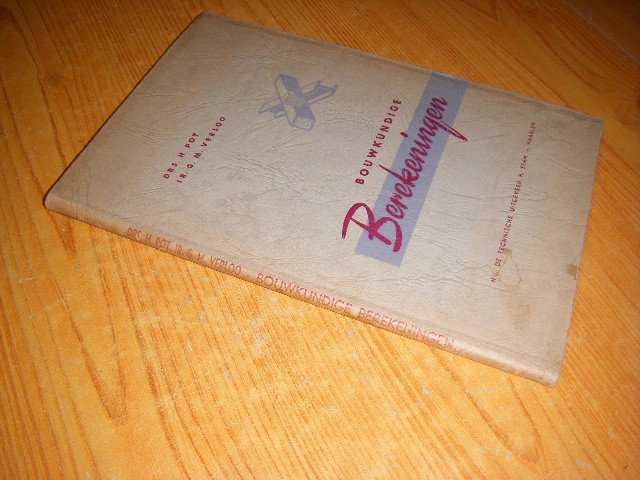 DRS. H. POT
IR. G. M. VERLOO
BOUWKUNDIGE
Berekeningen
N.V. DE TECHNISCHE UITGEVERIJ H. STAM - HAARLEM
DRS. H. POT IR. G. M. VERLOO - BOUWKUNDIGE BEREKENINGEN